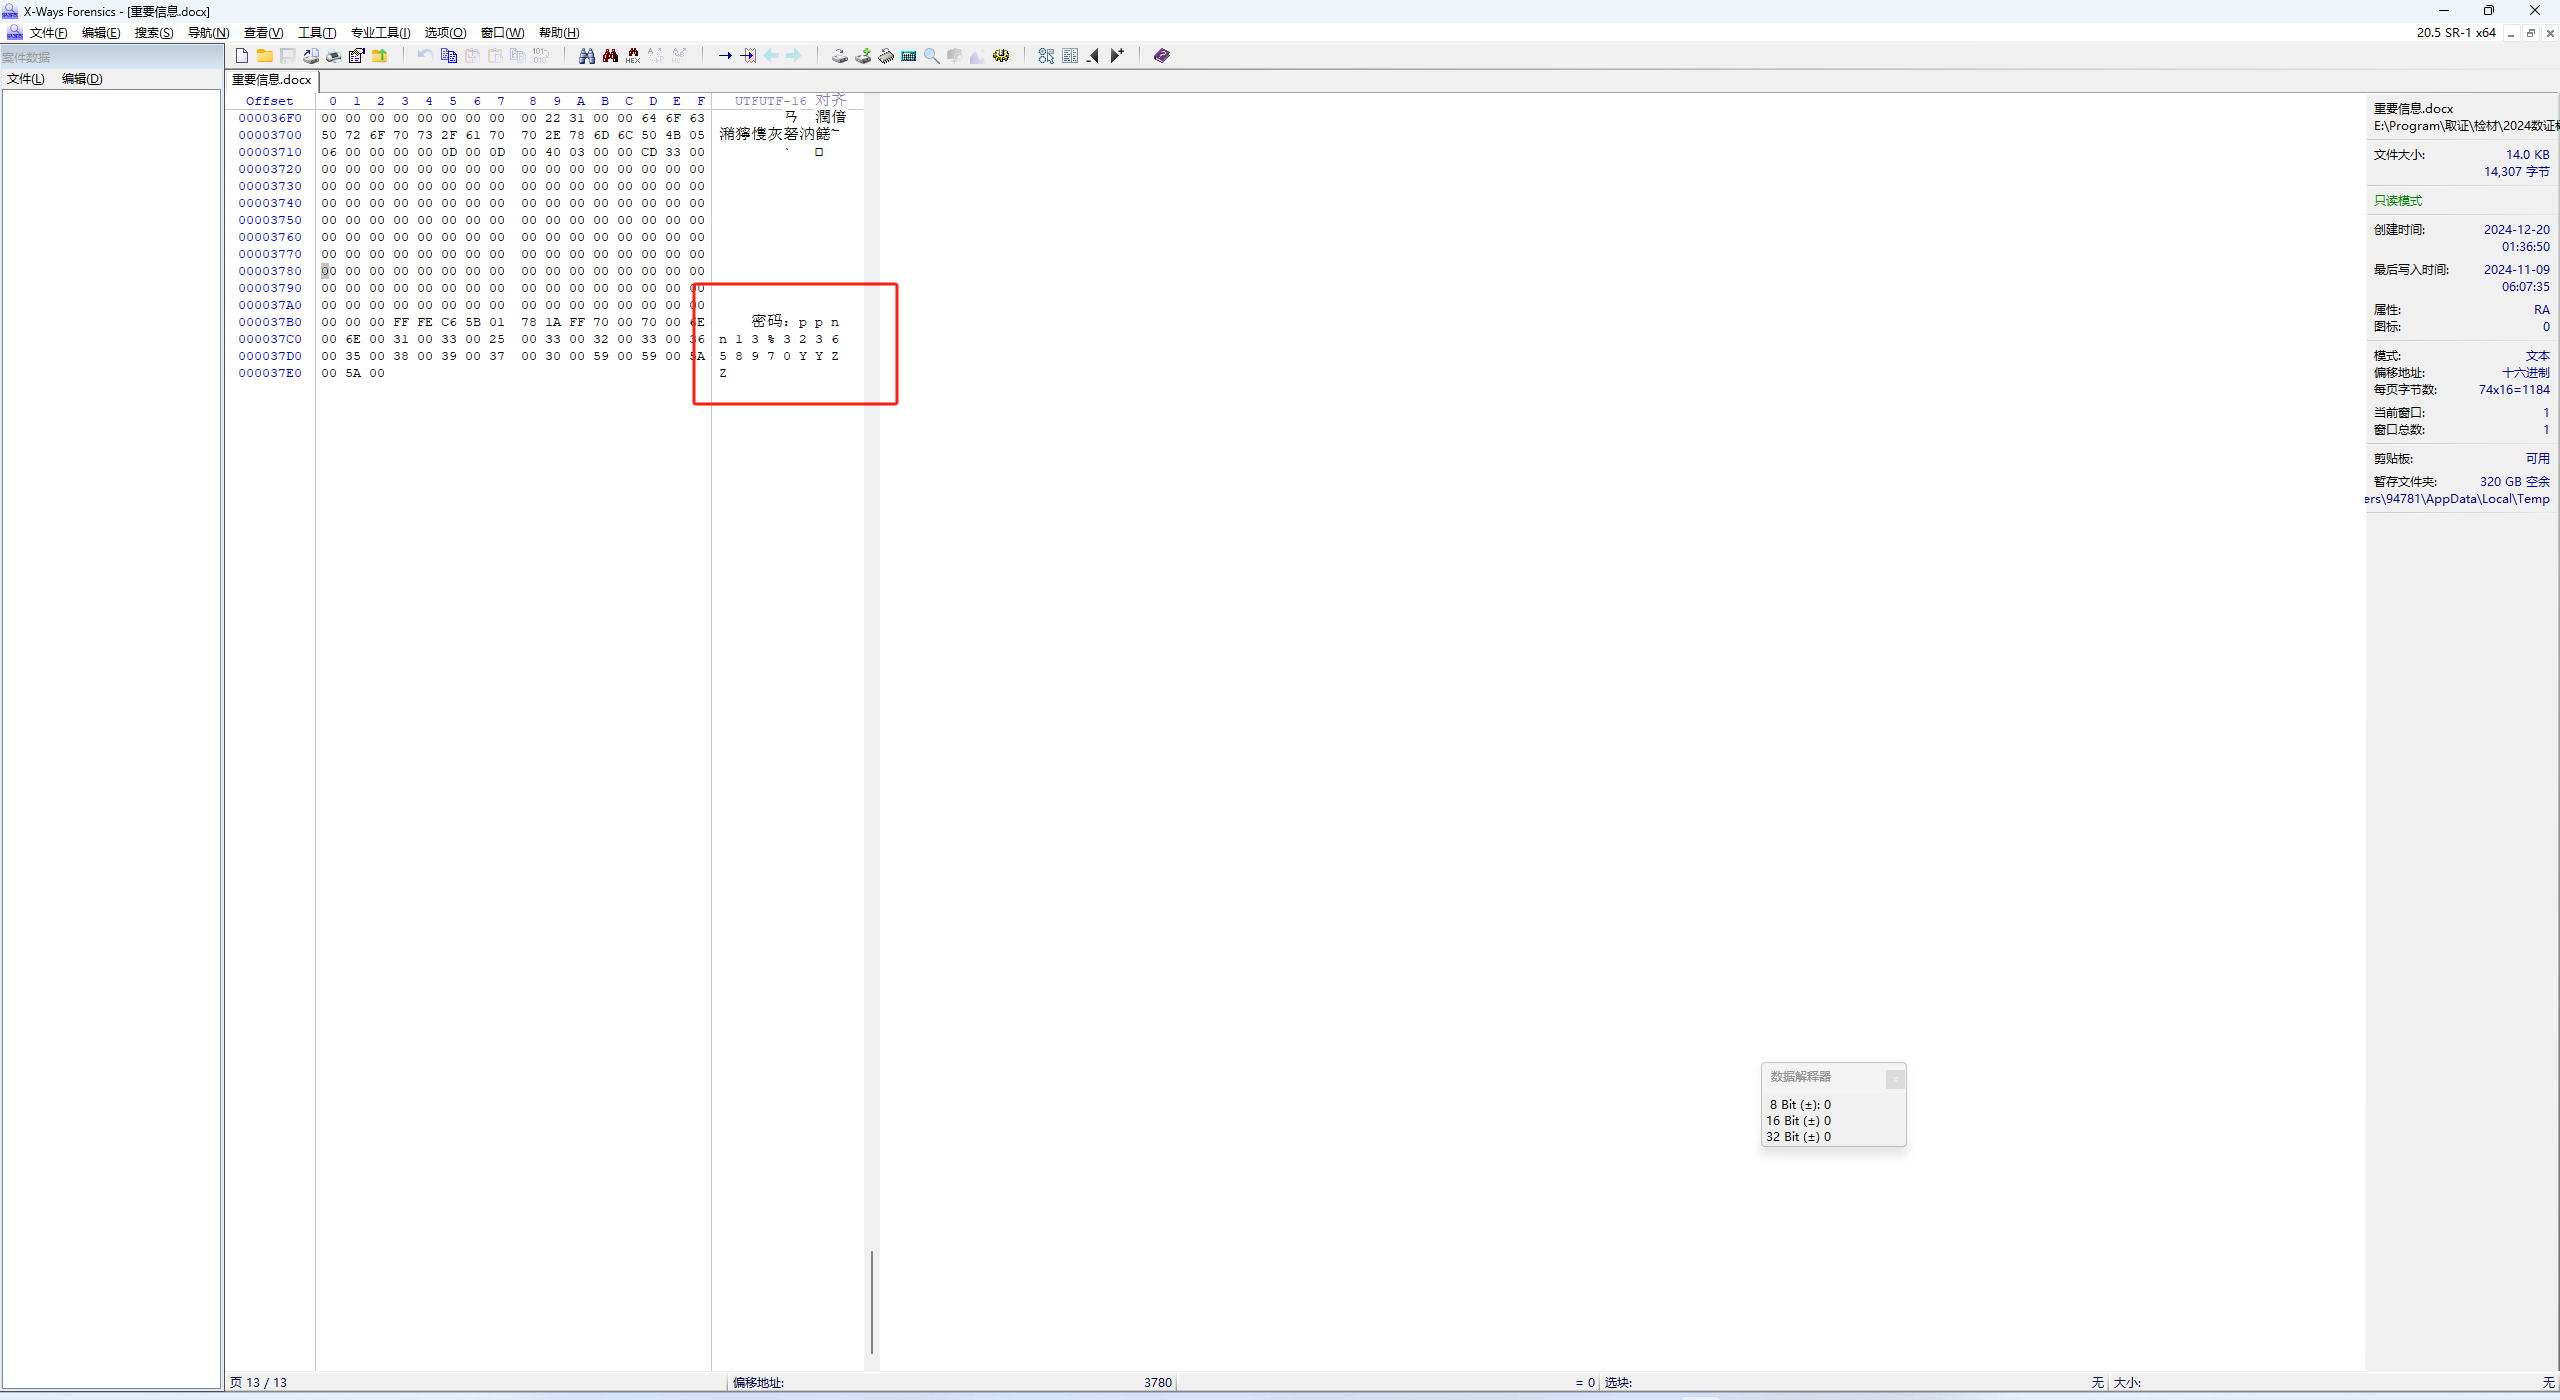 X-Ways Forensics - [重要信息.docx]
文件(F) 编辑(E) 搜索(S) 导航(N) 查看(V) 工具(T) 专业工具(I) 选项(O) 窗口(W) 帮助(H) 20.5 SR-1 x64
案件数据
文件(L) 编辑(D)
重要信息.docx
Offset 0 1 2 3 4 5 6 7 8 9 A B C D E F UTFUTF-16 对齐
000036F0 00 00 00 00 00 00 00 00 00 22 31 00 00 64 6F 63
00003700 50 72 6F 70 73 2F 61 70 70 2E 78 6D 6C 50 4B 05
00003710 06 00 00 00 00 0D 00 0D 00 40 03 00 00 CD 33 00
00003720 00 00 00 00 00 00 00 00 00 00 00 00 00 00 00 00
00003730 00 00 00 00 00 00 00 00 00 00 00 00 00 00 00 00
00003740 00 00 00 00 00 00 00 00 00 00 00 00 00 00 00 00
00003750 00 00 00 00 00 00 00 00 00 00 00 00 00 00 00 00
00003760 00 00 00 00 00 00 00 00 00 00 00 00 00 00 00 00
00003770 00 00 00 00 00 00 00 00 00 00 00 00 00 00 00 00
00003780 00 00 00 00 00 00 00 00 00 00 00 00 00 00 00 00
00003790 00 00 00 00 00 00 00 00 00 00 00 00 00 00 00 00
000037A0 00 00 00 00 00 00 00 00 00 00 00 00 00 00 00 00
000037B0 00 00 00 FF FE C6 5B 01 78 1A FF 70 00 70 00 6E 密码：p p n
000037C0 00 6E 00 31 00 33 00 25 00 33 00 32 00 33 00 36 n 1 3 % 3 2 3 6
000037D0 00 35 00 38 00 39 00 37 00 30 00 59 00 59 00 5A 5 8 9 7 0 Y Y Z
000037E0 00 5A 00 Z
重要信息.docx
E:\Program\取证\检材\2024数证杯
文件大小: 14.0 KB
14,307 字节
只读模式
创建时间: 2024-12-20
01:36:50
最后写入时间: 2024-11-09
06:07:35
属性: RA
图标: 0
模式: 文本
偏移地址: 十六进制
每页字节数: 74x16=1184
当前窗口: 1
窗口总数: 1
剪贴板: 可用
暂存文件夹: 320 GB 空余
ers\94781\AppData\Local\Temp
数据解释器
8 Bit (±): 0
16 Bit (±) 0
32 Bit (±) 0
页 13 / 13 偏移地址: 3780 = 0 选块: 无 大小: 无